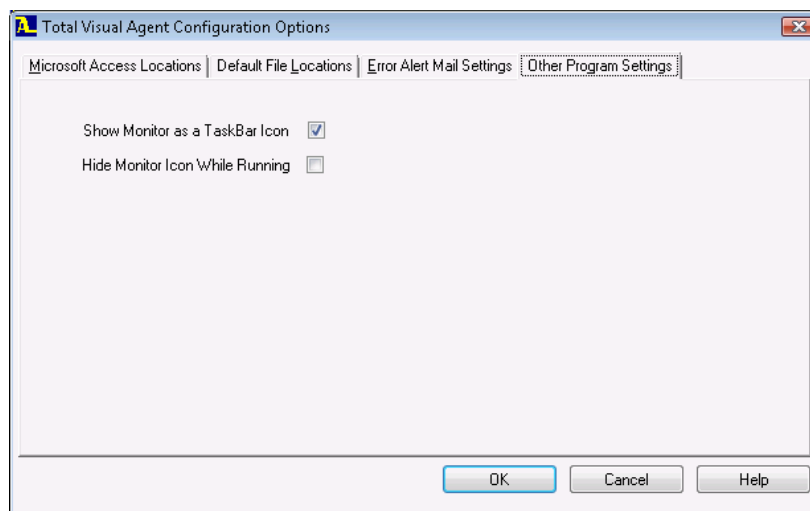 Total Visual Agent Configuration Options
Microsoft Access Locations Default File Locations Error Alert Mail Settings Other Program Settings
Show Monitor as a TaskBar Icon
Hide Monitor Icon While Running
OK Cancel Help